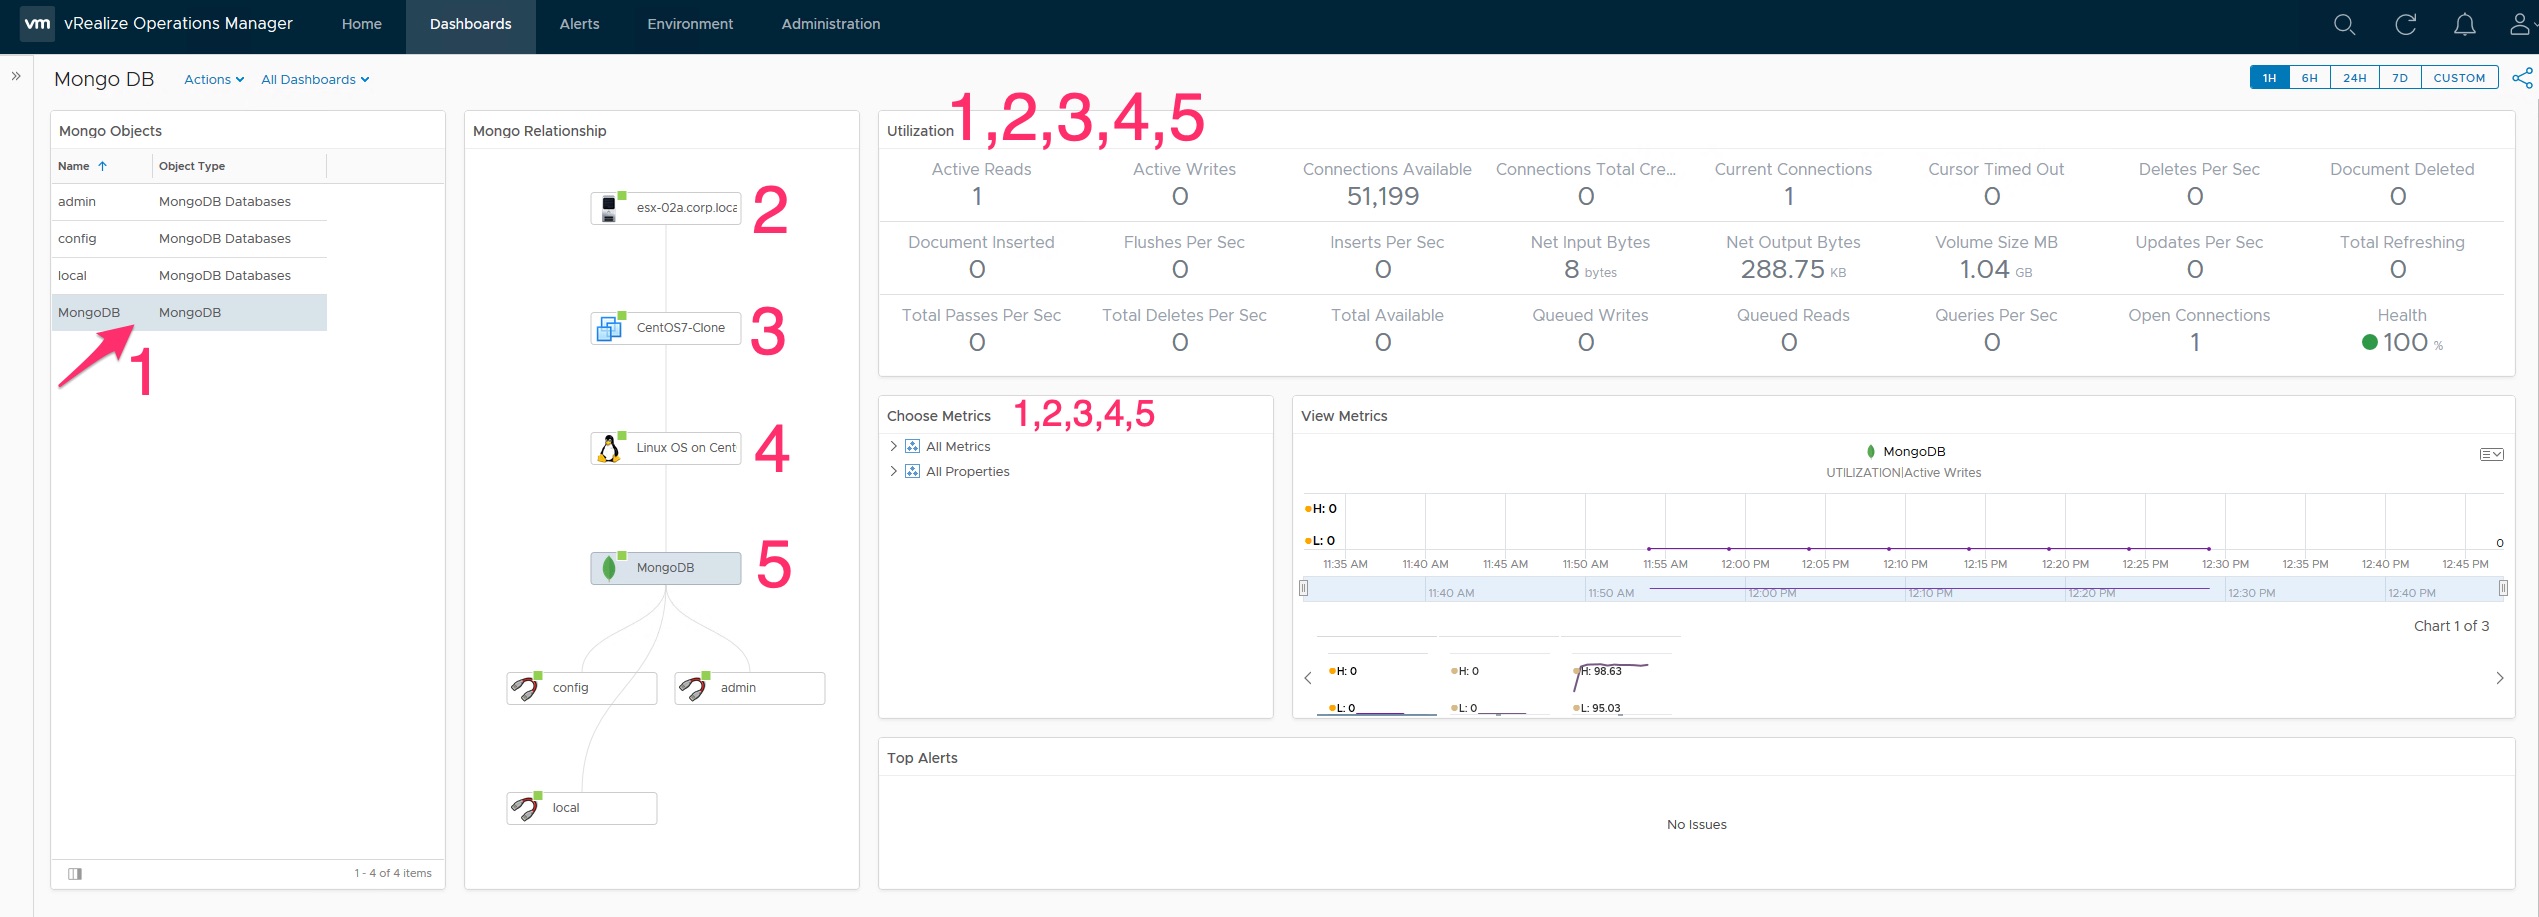 vm vRealize Operations Manager Home Dashboards Alerts Environment Administration
Mongo DB Actions All Dashboards 1H 6H 24H 7D CUSTOM
Mongo Objects
Name Object Type
admin MongoDB Databases
config MongoDB Databases
local MongoDB Databases
MongoDB MongoDB
1
1 - 4 of 4 items
Mongo Relationship
esx-02a.corp.loca 2
CentOS7-Clone 3
Linux OS on Cent 4
MongoDB 5
config admin
local
Utilization 1,2,3,4,5
Active Reads Active Writes Connections Available Connections Total Cre... Current Connections Cursor Timed Out Deletes Per Sec Document Deleted
1 0 51,199 0 1 0 0 0
Document Inserted Flushes Per Sec Inserts Per Sec Net Input Bytes Net Output Bytes Volume Size MB Updates Per Sec Total Refreshing
0 0 0 8 bytes 288.75 KB 1.04 GB 0 0
Total Passes Per Sec Total Deletes Per Sec Total Available Queued Writes Queued Reads Queries Per Sec Open Connections Health
0 0 0 0 0 0 1 100 %
Choose Metrics 1,2,3,4,5
All Metrics
All Properties
View Metrics
MongoDB
UTILIZATION|Active Writes
H: 0
L: 0 0
11:35 AM 11:40 AM 11:45 AM 11:50 AM 11:55 AM 12:00 PM 12:05 PM 12:10 PM 12:15 PM 12:20 PM 12:25 PM 12:30 PM 12:35 PM 12:40 PM 12:45 PM
11:40 AM 11:50 AM 12:00 PM 12:10 PM 12:20 PM 12:30 PM 12:40 PM
Chart 1 of 3
H: 0 H: 0 H: 98.63
L: 0 L: 0 L: 95.03
Top Alerts
No Issues